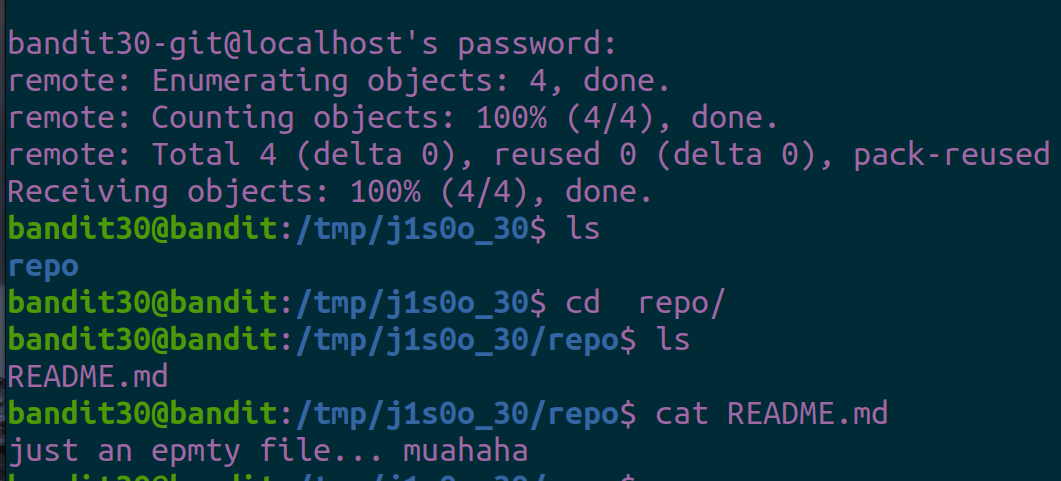 bandit30-git@localhost's password:
remote: Enumerating objects: 4, done.
remote: Counting objects: 100% (4/4), done.
remote: Total 4 (delta 0), reused 0 (delta 0), pack-reused
Receiving objects: 100% (4/4), done.
bandit30@bandit:/tmp/j1s0o_30$ ls
repo
bandit30@bandit:/tmp/j1s0o_30$ cd  repo/
bandit30@bandit:/tmp/j1s0o_30/repo$ ls
README.md
bandit30@bandit:/tmp/j1s0o_30/repo$ cat README.md
just an epmty file... muahaha